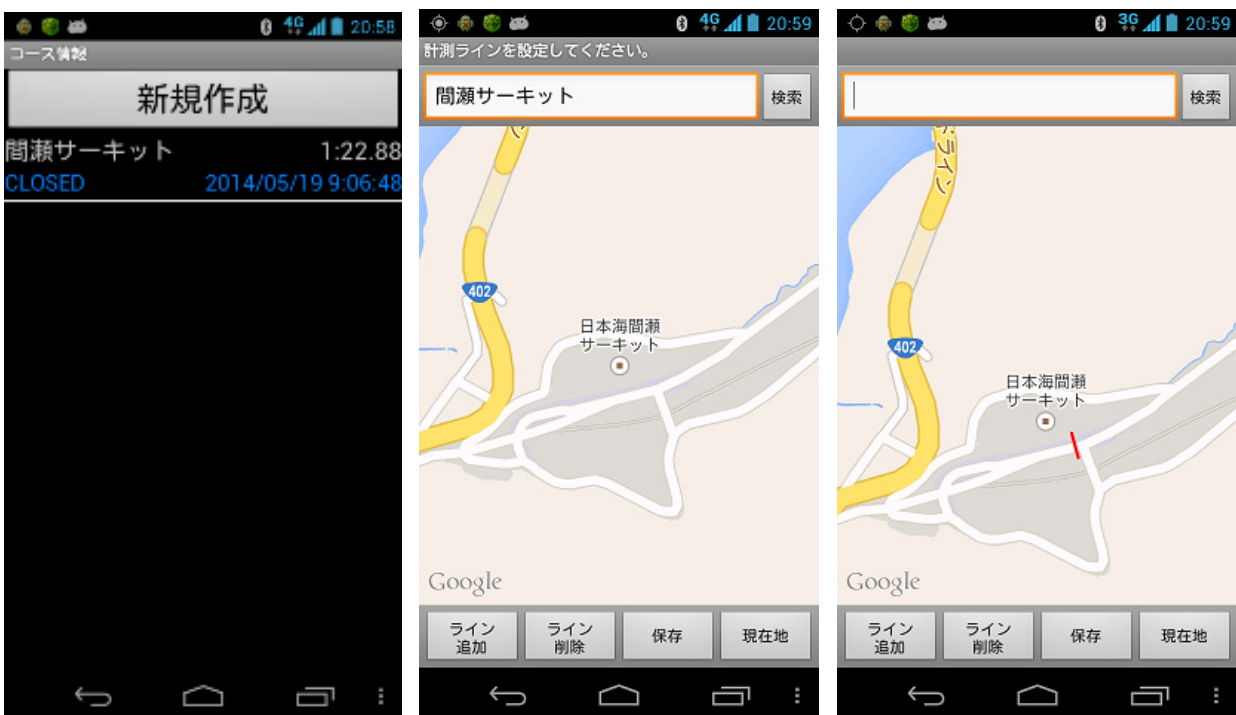 4G 20:58
コース情報
新規作成
間瀬サーキット 1:22.88
CLOSED 2014/05/19 9:06:48
4G 20:59
計測ラインを設定してください。
間瀬サーキット 検索
イン
402
日本海間瀬
サーキット
Google
ライン
追加
ライン
削除
保存
現在地
3G 20:59
検索
ドライン
402
日本海間瀬
サーキット
Google
ライン
追加
ライン
削除
保存
現在地